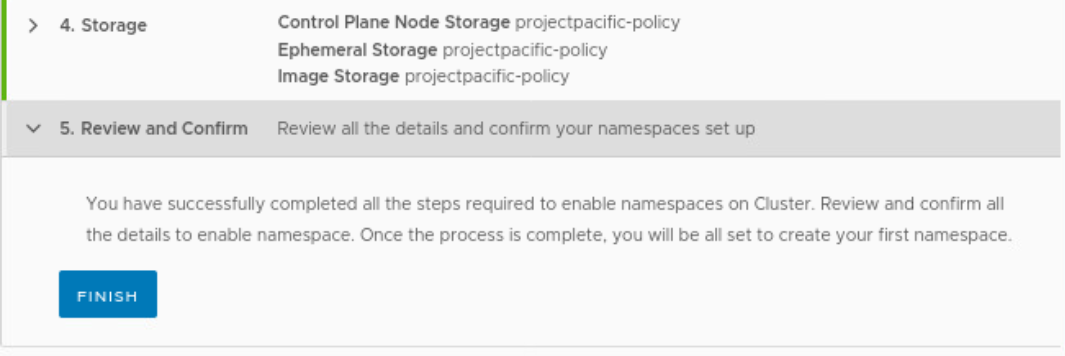 4. Storage Control Plane Node Storage projectpacific-policy
Ephemeral Storage projectpacific-policy
Image Storage projectpacific-policy
5. Review and Confirm Review all the details and confirm your namespaces set up
You have successfully completed all the steps required to enable namespaces on Cluster. Review and confirm all
the details to enable namespace. Once the process is complete, you will be all set to create your first namespace.
FINISH